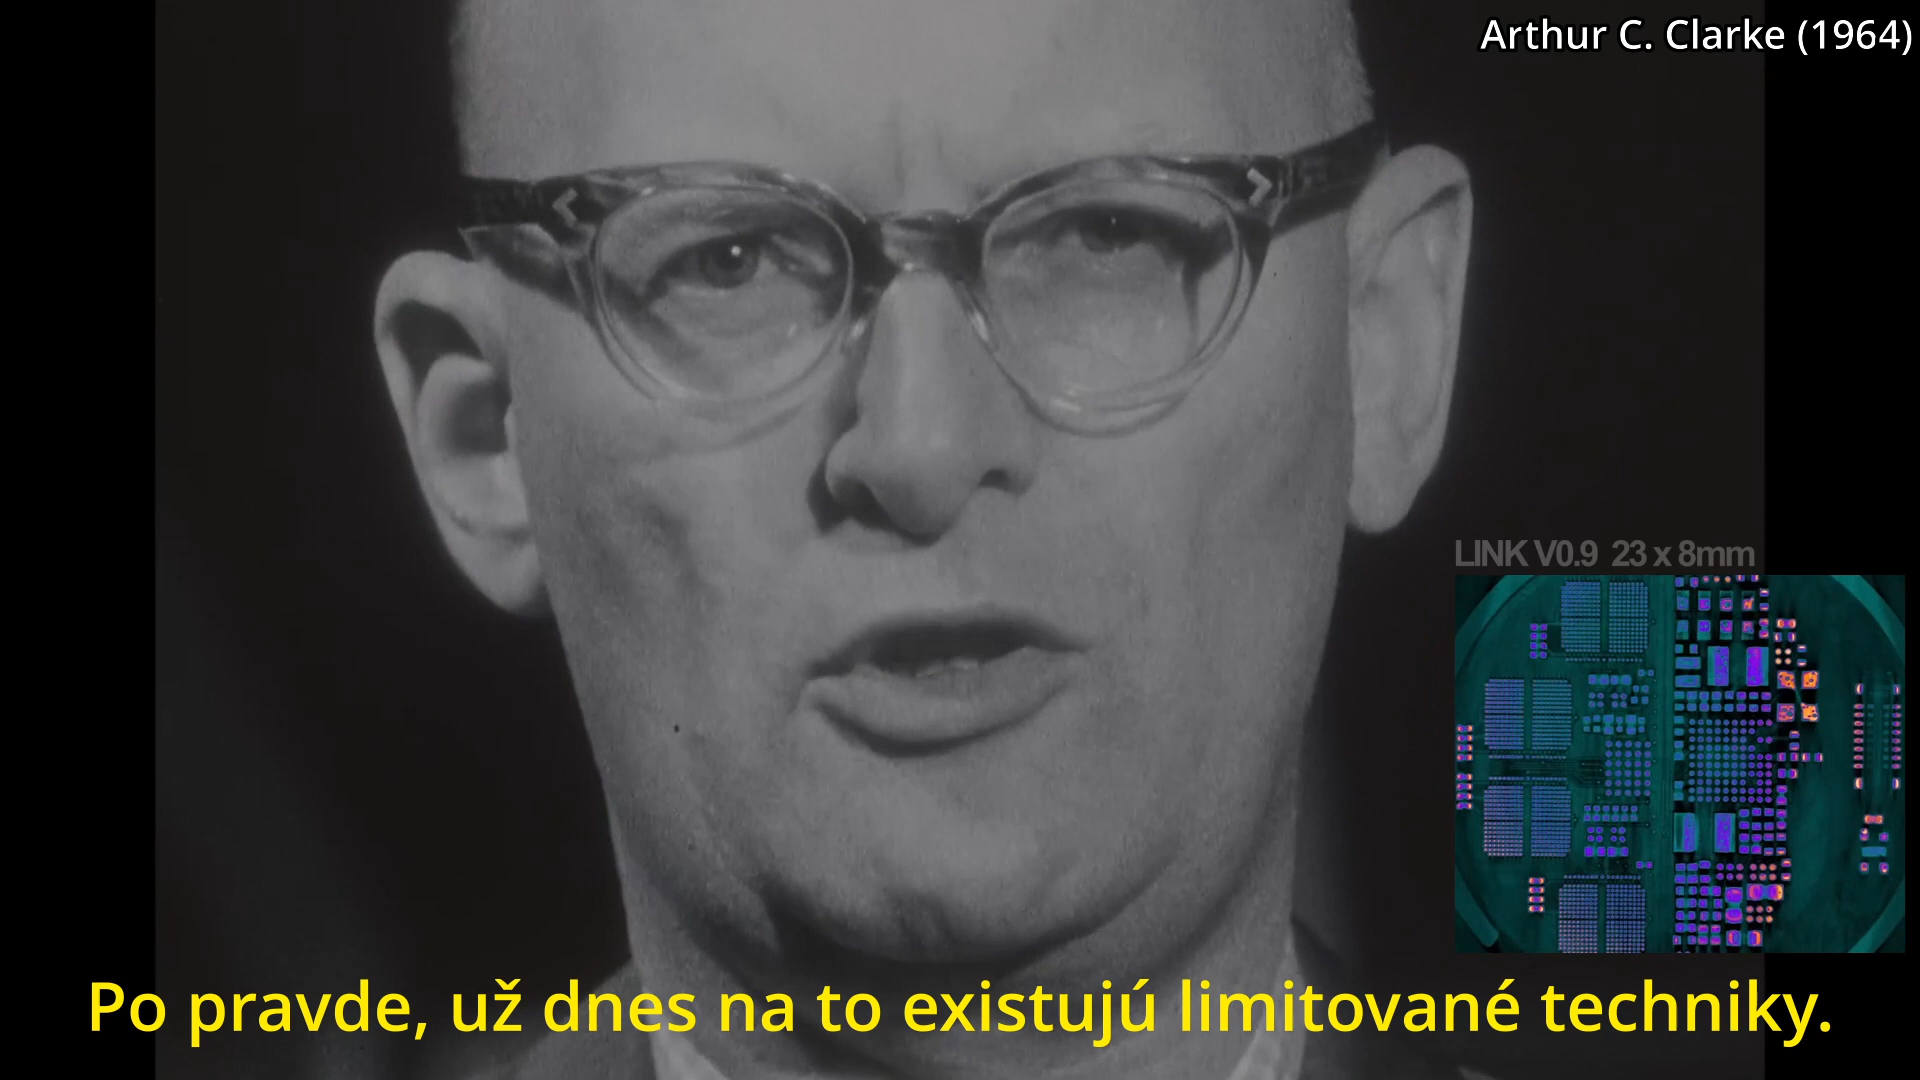 Arthur C. Clarke (1964)
LINK V0.9 23 x 8mm
Po pravde, už dnes na to existujú limitované techniky.